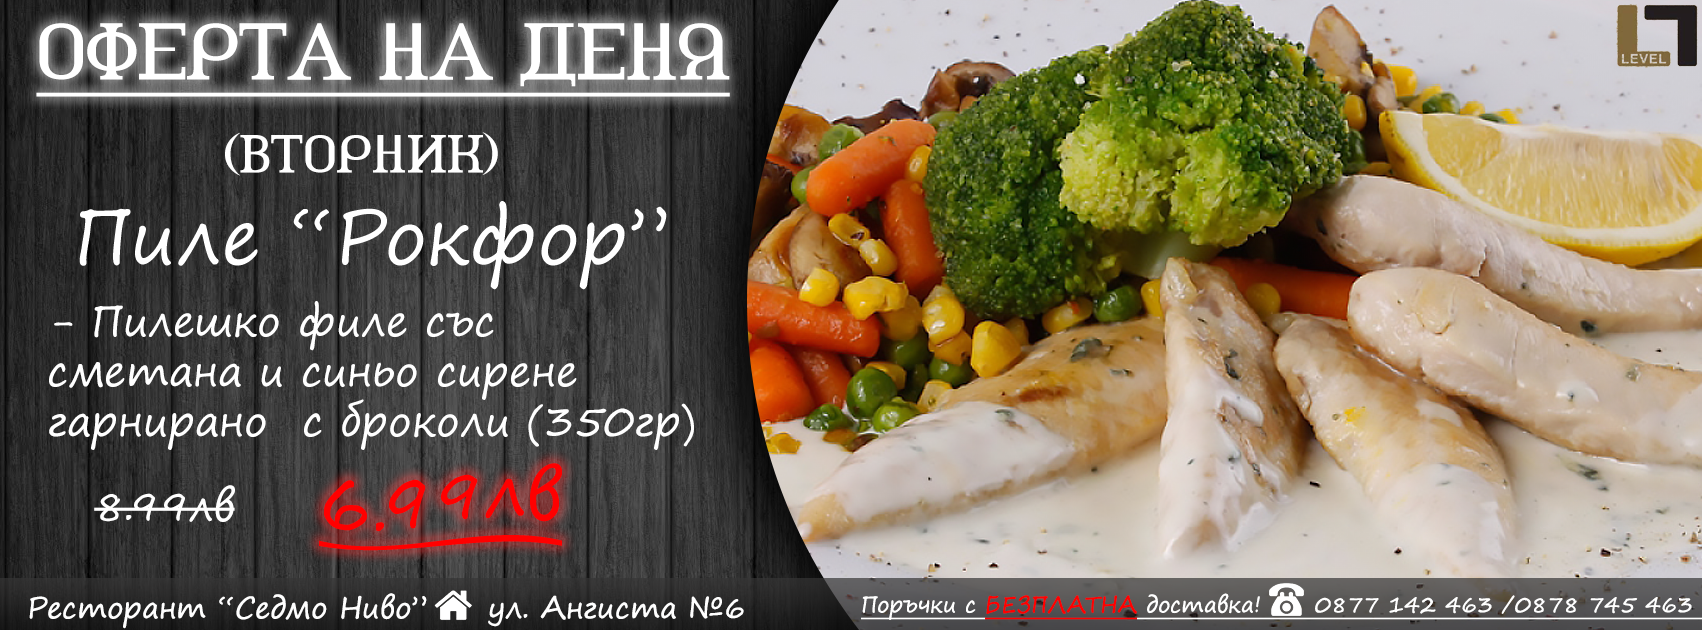 ОФЕРТА НА ДЕНЯ
(ВТОРНИК)
Пиле “Рокфор”
- Пилешко филе със
сметана и синьо сирене
гарнирано с броколи (350гр)
8.99лв 6.99лв
Ресторант “Седмо Ниво” ул. Ангиста №6
Поръчки с БЕЗПЛАТНА доставка! 0877 142 463 /0878 745 463
LEVEL 7